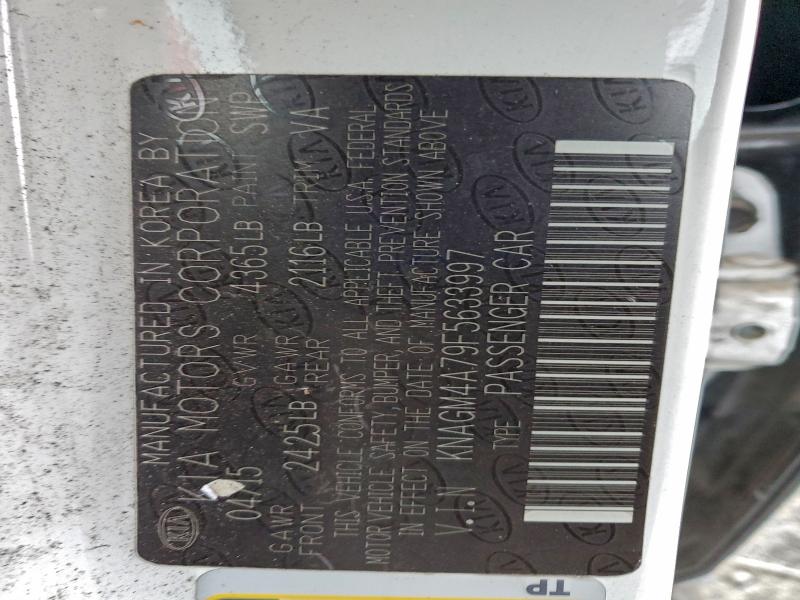 MANUFACTURED IN KOREA BY
KIA KIA MOTORS CORPORATION
04/15 GVWR 4365LB PAINT SWP
GAWR FRONT 2425LB GAWR REAR 2116LB TRIM VA
THIS VEHICLE CONFORMS TO ALL APPLICABLE U.S.A. FEDERAL
MOTOR VEHICLE SAFETY, BUMPER, AND THEFT PREVENTION STANDARDS
IN EFFECT ON THE DATE OF MANUFACTURE SHOWN ABOVE
V.I.N KNAGM4A79F5633997
TYPE PASSENGER CAR
TP